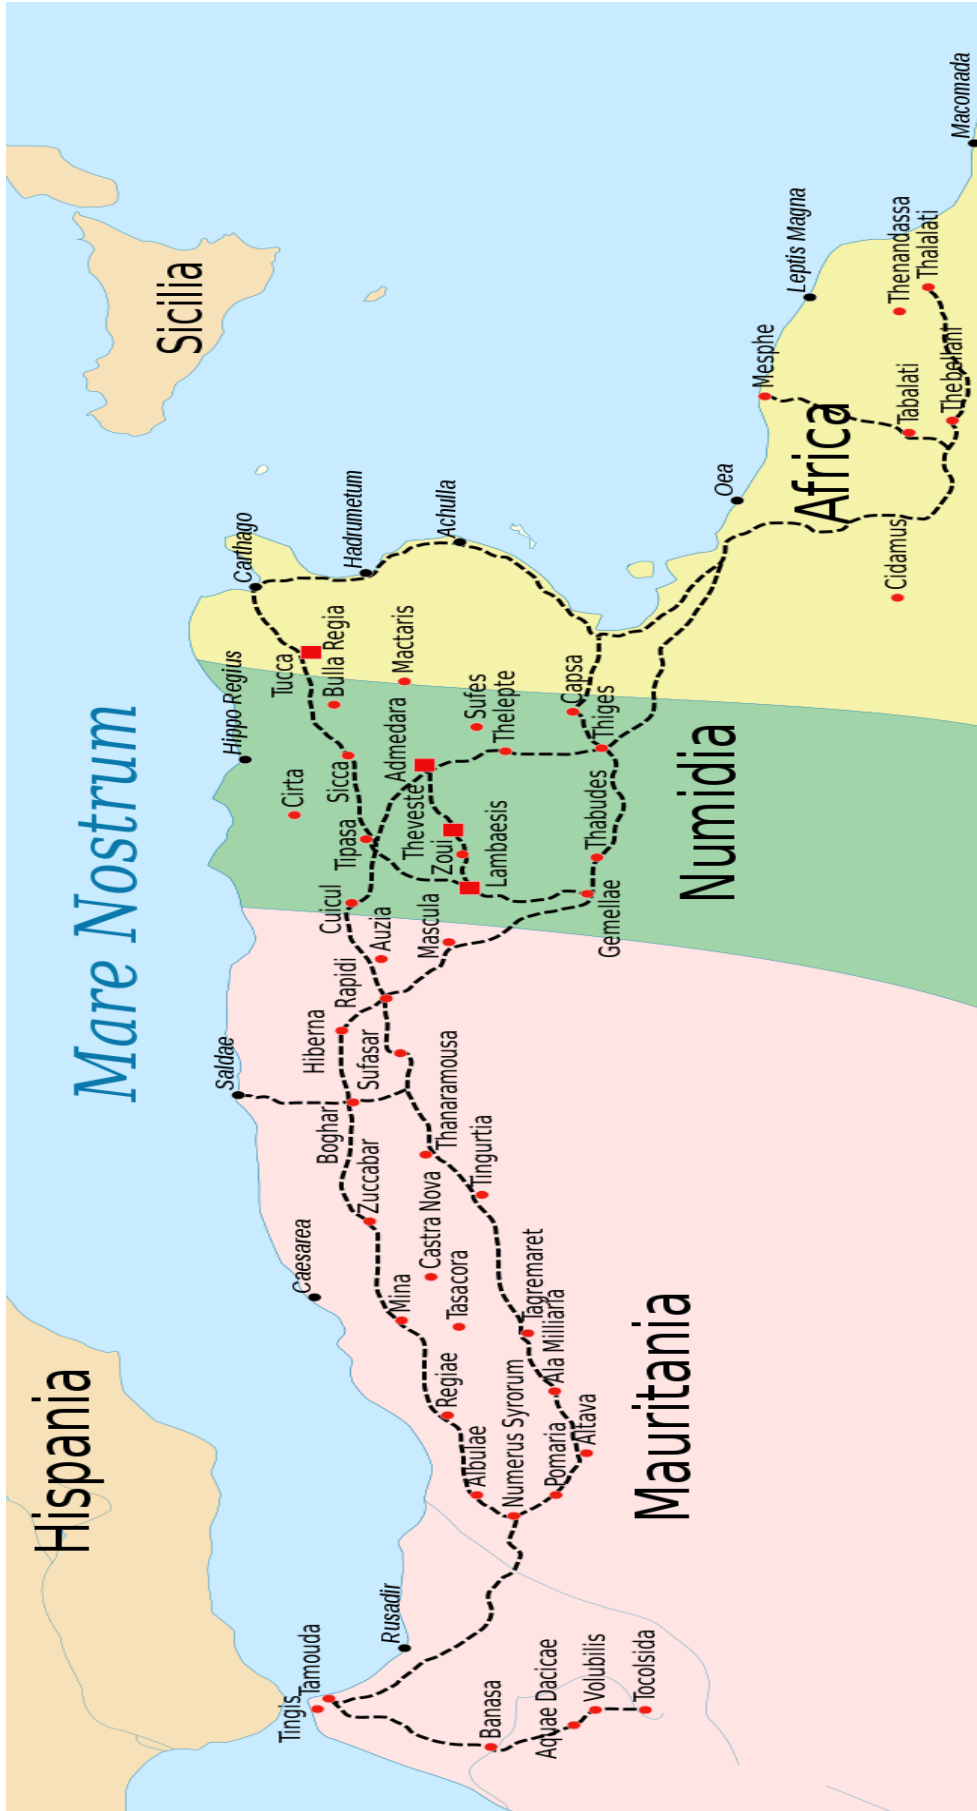 Mare Nostrum
Hispania
Sicilia
Mauritania
Numidia
Africa
Tingis
Tamouda
Rusadir
Banasa
Aquae Dacicae
Volubilis
Tocolsida
Caesarea
Saldae
Albulae
Numerus Syrorum
Pomaria
Altava
Regiae
Ala Milliaria
Tagremaret
Mina
Tasacora
Castra Nova
Zuccabar
Tingurtia
Thanaramousa
Boghar
Sufasar
Hiberna
Rapidi
Auzia
Mascula
Cuicul
Gemellae
Tipasa
Cirta
Hippo Regius
Lambaesis
Zoui
Theveste
Admedara
Thabudes
Sicca
Tucca
Bulla Regia
Mactaris
Sufes
Thelepte
Capsa
Thiges
Carthago
Hadrumetum
Achulla
Oea
Cidamus
Mesphe
Tabalati
Thebellant
Leptis Magna
Thenandassa
Thalalati
Macomada